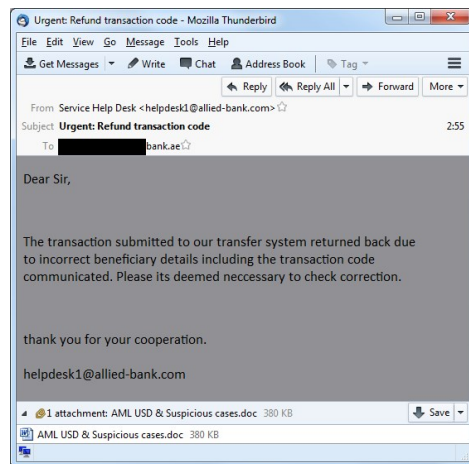 Urgent: Refund transaction code - Mozilla Thunderbird
File Edit View Go Message Tools Help
Get Messages Write Chat Address Book Tag
Reply Reply All Forward More
From Service Help Desk <helpdesk1@allied-bank.com>
Subject Urgent: Refund transaction code 2:55
To bank.ae
Dear Sir,
The transaction submitted to our transfer system returned back due
to incorrect beneficiary details including the transaction code
communicated. Please its deemed neccessary to check correction.
thank you for your cooperation.
helpdesk1@allied-bank.com
1 attachment: AML USD & Suspicious cases.doc 380 KB Save
AML USD & Suspicious cases.doc 380 KB